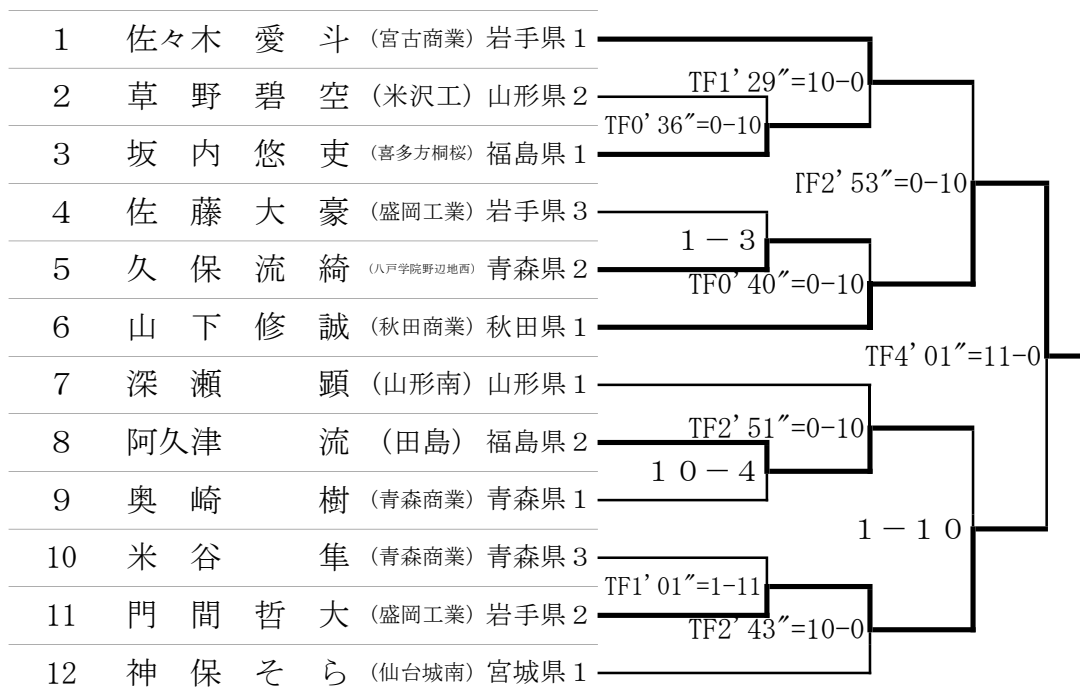 1 佐々木 愛 斗 (宮古商業) 岩手県 1
TF1'29"=10-0
2 草 野 碧 空 (米沢工) 山形県 2
TF0'36"=0-10
3 坂 内 悠 吏 (喜多方桐桜) 福島県 1
TF2'53"=0-10
4 佐 藤 大 豪 (盛岡工業) 岩手県 3
1－3
5 久 保 流 綺 (八戸学院野辺地西) 青森県 2
TF0'40"=0-10
6 山 下 修 誠 (秋田商業) 秋田県 1
TF4'01"=11-0
7 深 瀬 顕 (山形南) 山形県 1
TF2'51"=0-10
8 阿久津 流 (田島) 福島県 2
10－4
9 奥 崎 樹 (青森商業) 青森県 1
1－10
10 米 谷 隼 (青森商業) 青森県 3
TF1'01"=1-11
11 門 間 哲 大 (盛岡工業) 岩手県 2
TF2'43"=10-0
12 神 保 そ ら (仙台城南) 宮城県 1